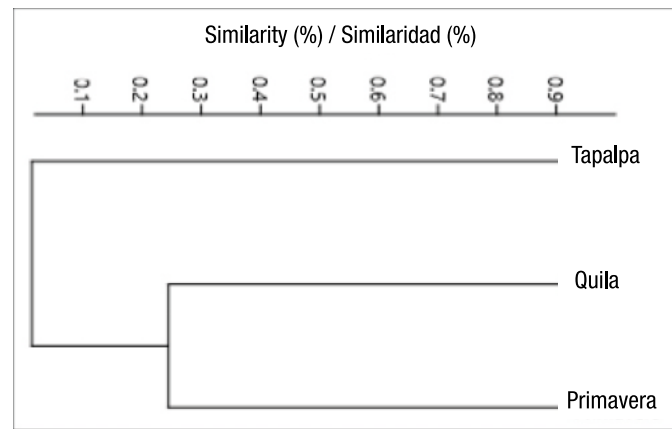 Similarity (%) / Similaridad (%)
0.1 0.2 0.3 0.4 0.5 0.6 0.7 0.8 0.9
Tapalpa
Quila
Primavera